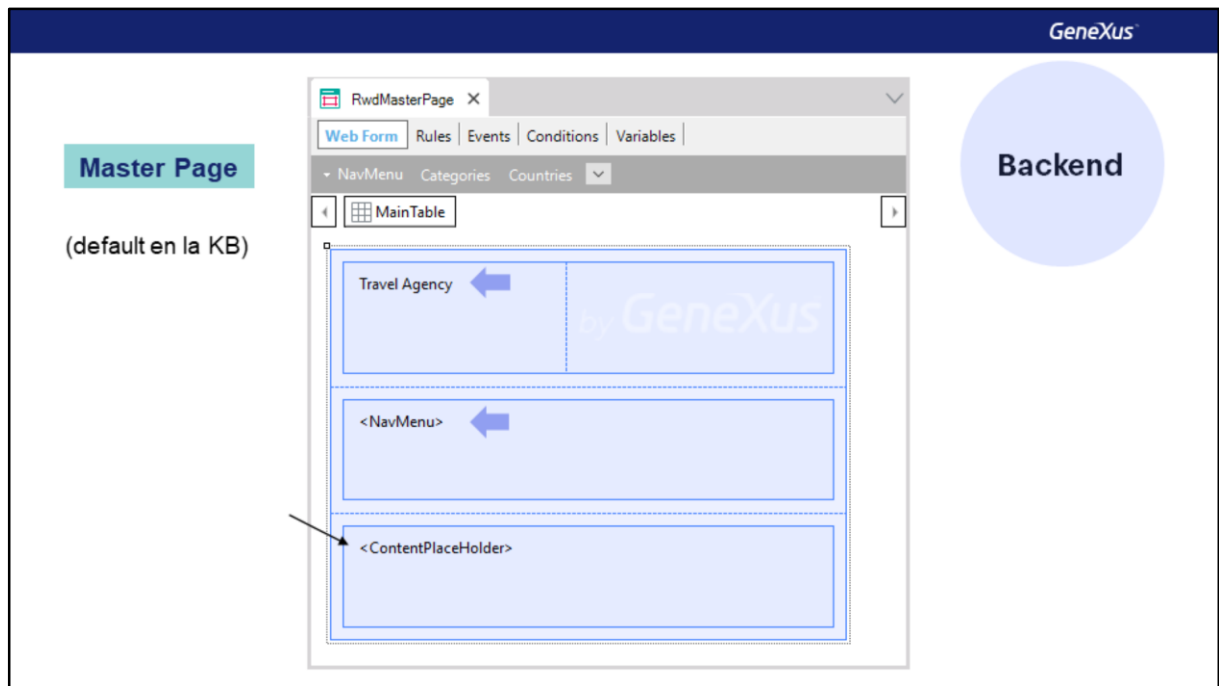 GeneXus
RwdMasterPage
Web Form Rules Events Conditions Variables
Master Page
NavMenu Categories Countries
Backend
MainTable
(default en la KB)
Travel Agency
by GeneXus
<NavMenu>
<ContentPlaceHolder>